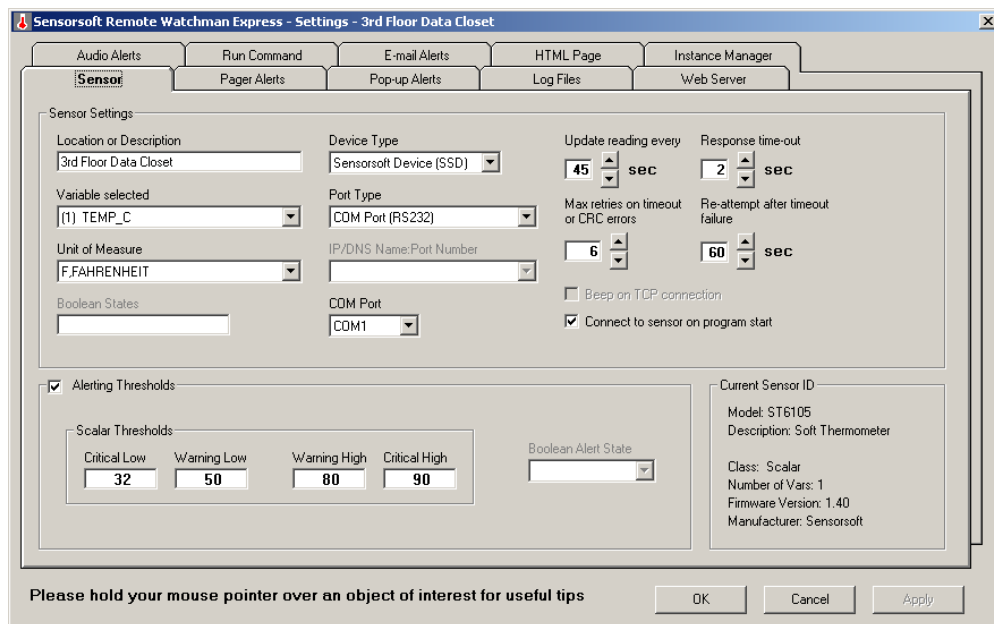 Sensorsoft Remote Watchman Express - Settings - 3rd Floor Data Closet
Audio Alerts
Run Command
E-mail Alerts
HTML Page
Instance Manager
Sensor
Pager Alerts
Pop-up Alerts
Log Files
Web Server
Sensor Settings
Location or Description
3rd Floor Data Closet
Variable selected
(1) TEMP_C
Unit of Measure
F,FAHRENHEIT
Boolean States
Device Type
Sensorsoft Device (SSD)
Port Type
COM Port (RS232)
IP/DNS Name:Port Number
COM Port
COM1
Update reading every
45 sec
Response time-out
2 sec
Max retries on timeout
or CRC errors
6
Re-attempt after timeout
failure
60 sec
Beep on TCP connection
Connect to sensor on program start
Alerting Thresholds
Scalar Thresholds
Critical Low
32
Warning Low
50
Warning High
80
Critical High
90
Boolean Alert State
Current Sensor ID
Model: ST6105
Description: Soft Thermometer
Class: Scalar
Number of Vars: 1
Firmware Version: 1.40
Manufacturer: Sensorsoft
Please hold your mouse pointer over an object of interest for useful tips
OK
Cancel
Apply